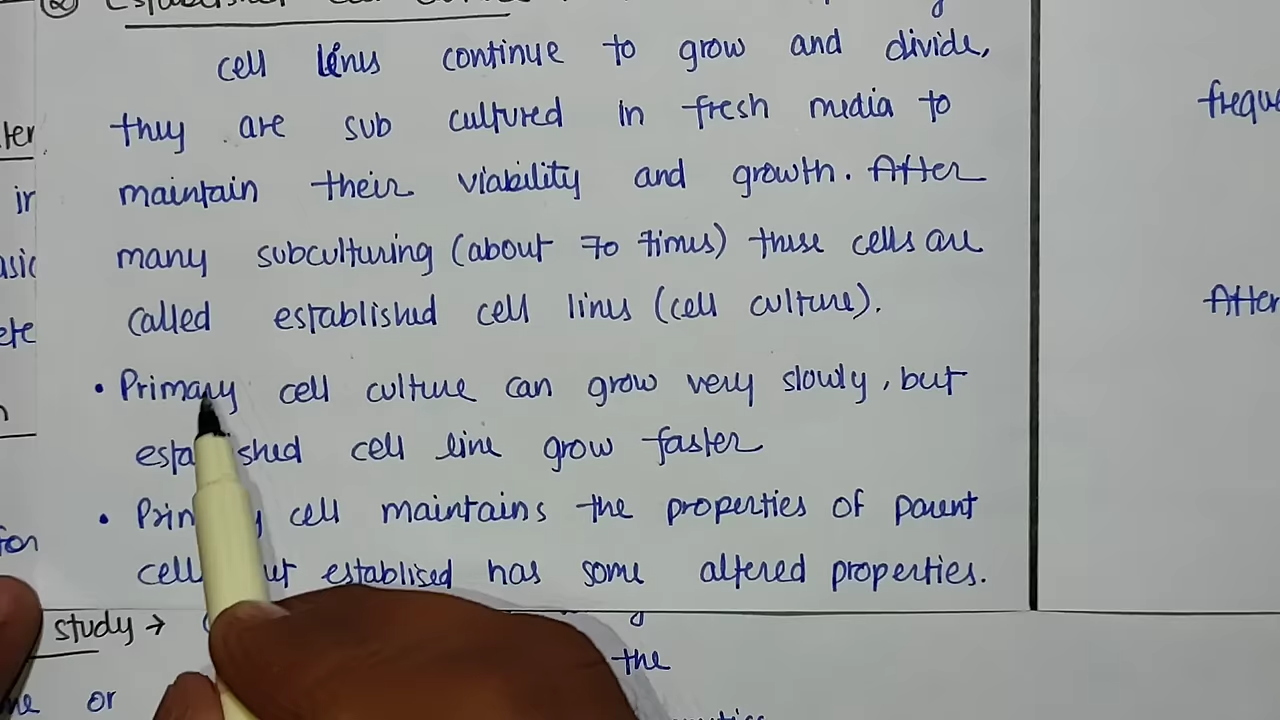 cell lines continue to grow and divide,
they are sub cultured in fresh media to
maintain their viability and growth. After
many subculturing (about 70 times) these cells are
called established cell lines (cell culture).
• Primary cell culture can grow very slowly, but
established cell line grow faster
• Primary cell maintains the properties of parent
cell but establised has some altered properties.
study →
the
or
frequ
After